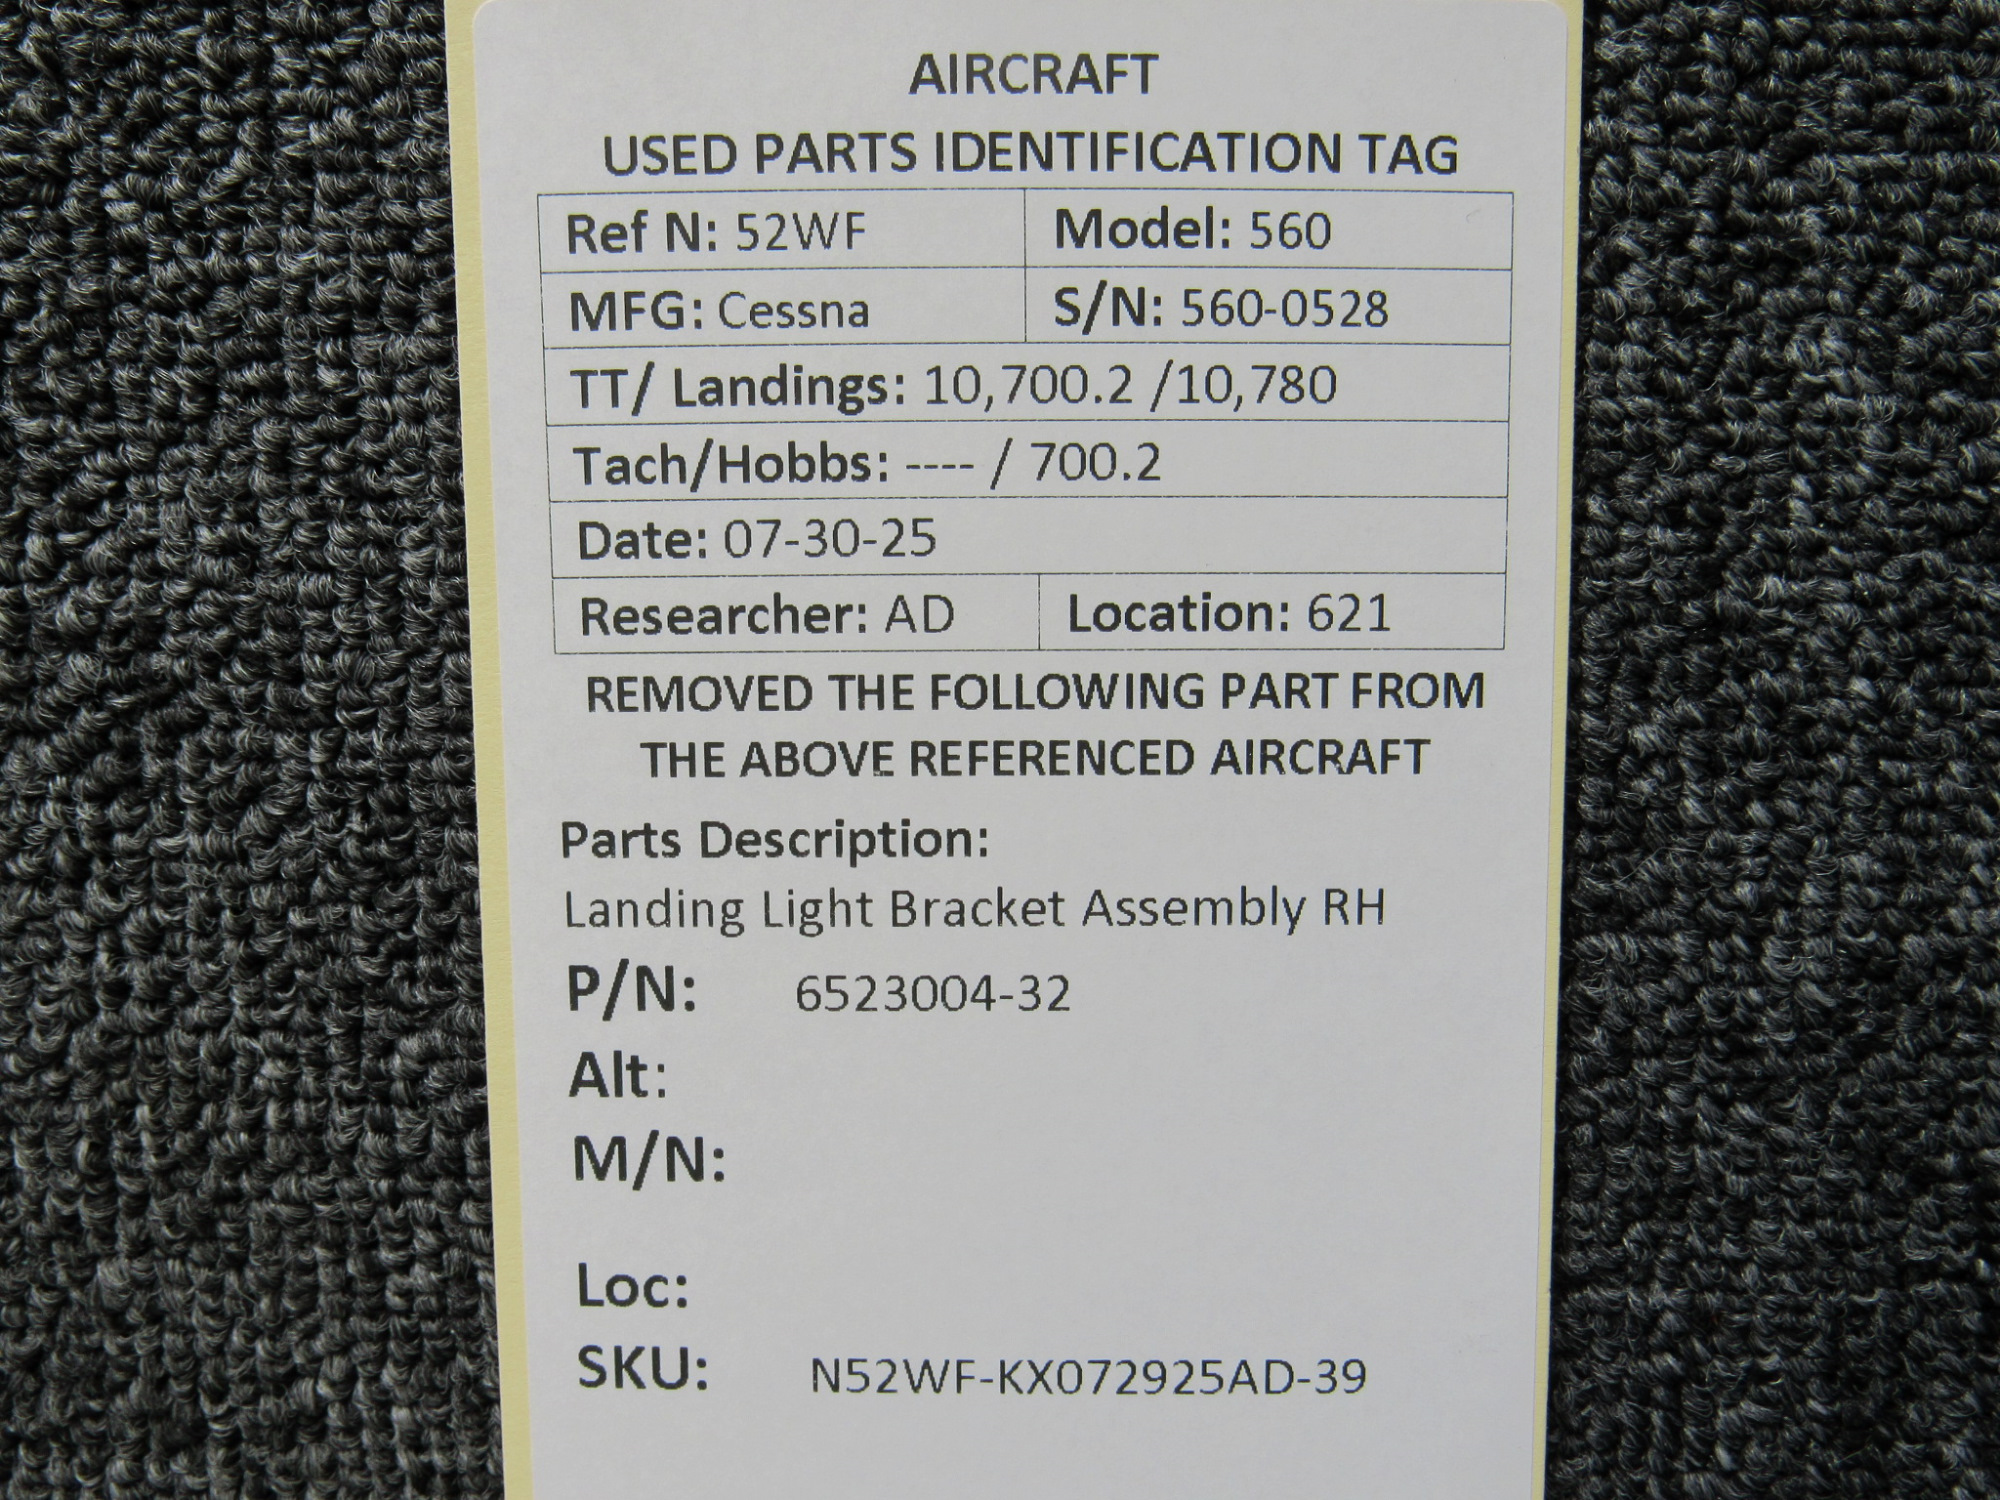 AIRCRAFT
USED PARTS IDENTIFICATION TAG
Ref N: 52WF Model: 560
MFG: Cessna S/N: 560-0528
TT/ Landings: 10,700.2 /10,780
Tach/Hobbs: ---- / 700.2
Date: 07-30-25
Researcher: AD Location: 621
REMOVED THE FOLLOWING PART FROM
THE ABOVE REFERENCED AIRCRAFT
Parts Description:
Landing Light Bracket Assembly RH
P/N: 6523004-32
Alt:
M/N:
Loc:
SKU: N52WF-KX072925AD-39